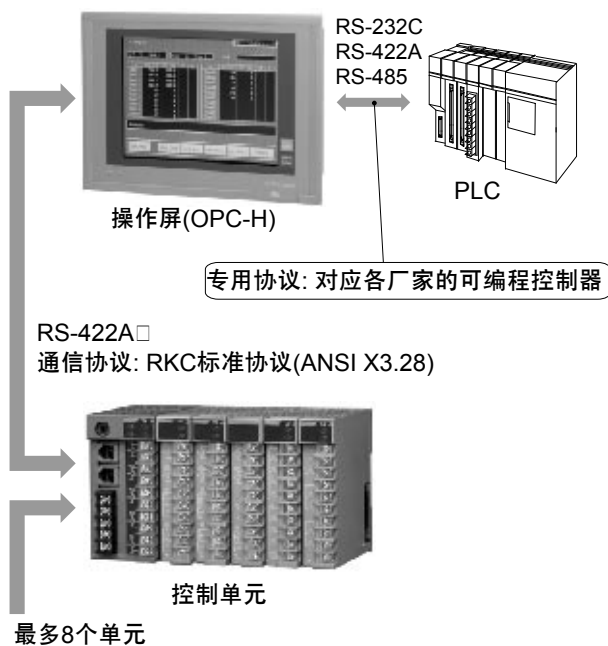 RS-232C
RS-422A
RS-485
PLC
操作屏(OPC-H)
专用协议: 对应各厂家的可编程控制器
RS-422A□
通信协议: RKC标准协议(ANSI X3.28)
控制单元
最多8个单元